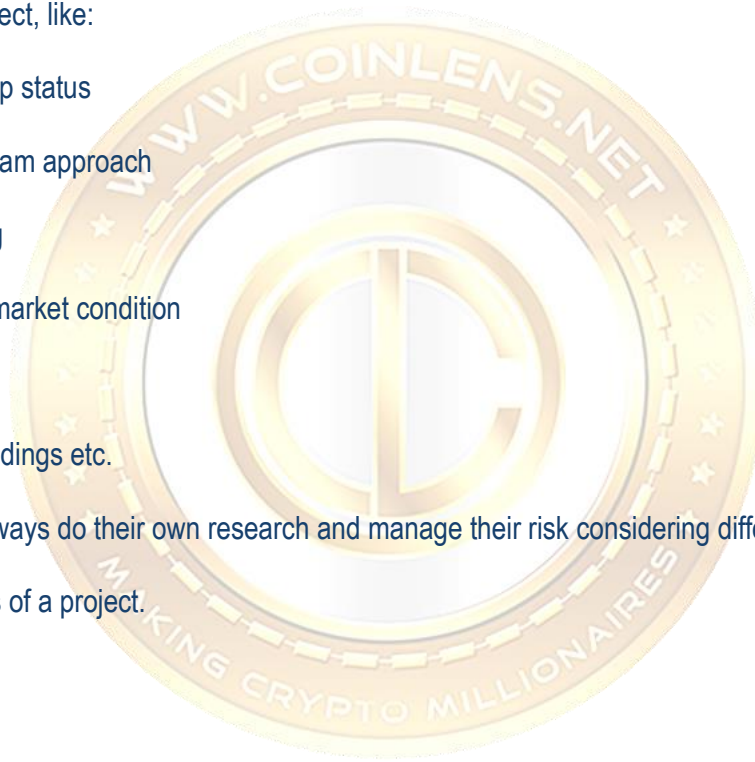 ect, like:
WWW.COINLENS.NET
p status
am approach
g
market condition
dings etc.
ways do their own research and manage their risk considering diffe
s of a project.
MAKING CRYPTO MILLIONAIRES